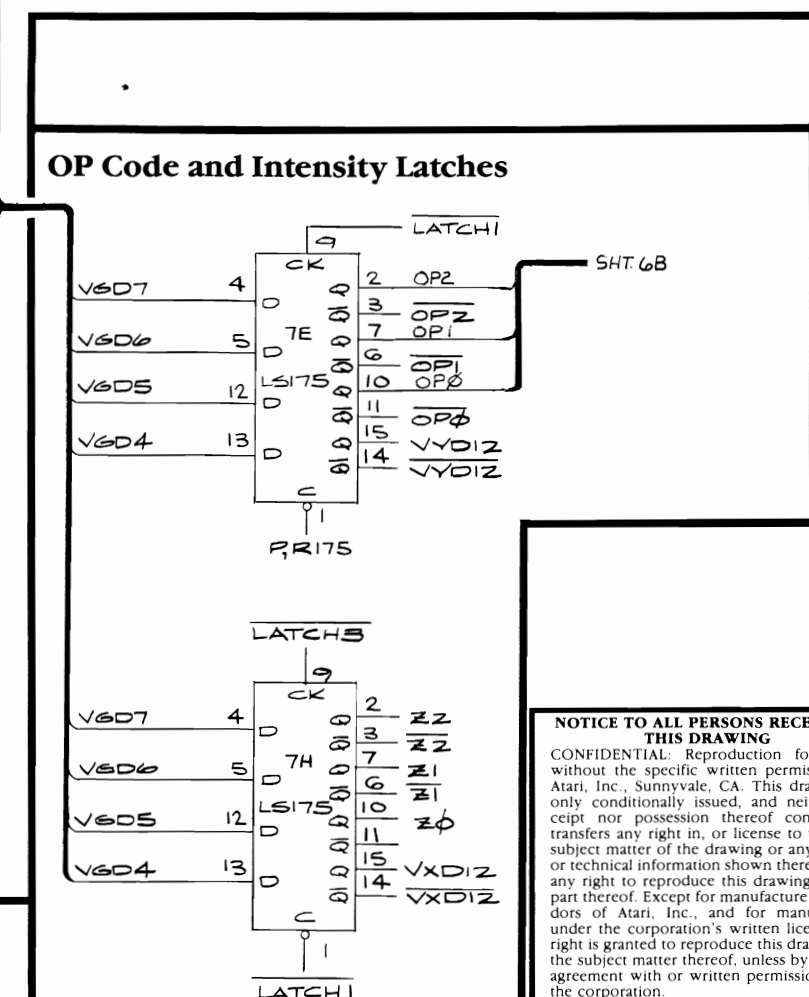 OP Code and Intensity Latches
LATCH1
9
CK
VGD7 4 D Q 2 OP2
SHT. 6B
Q 3 OP2
VGD6 5 D 7E Q 7 OP1
Q 6 OP1
VGD5 12 D LS175 Q 10 OPØ
Q 11 OPØ
VGD4 13 D Q 15 VYD12
Q 14 VYD12
C
1
P,R175
LATCH3
9
CK
VGD7 4 D Q 2 Z2
Q 3 Z2
VGD6 5 D 7H Q 7 Z1
Q 6 Z1
VGD5 12 D LS175 Q 10 ZØ
Q 11
VGD4 13 D Q 15 VXD12
Q 14 VXD12
C
1
LATCH1
NOTICE TO ALL PERSONS RECE
THIS DRAWING
CONFIDENTIAL: Reproduction fo
without the specific written permis
Atari, Inc., Sunnyvale, CA. This dra
only conditionally issued, and nei
ceipt nor possession thereof con
transfers any right in, or license to
subject matter of the drawing or any
or technical information shown there
any right to reproduce this drawing
part thereof. Except for manufacture
dors of Atari, Inc., and for man
under the corporation's written lice
right is granted to reproduce this dra
the subject matter thereof, unless by
agreement with or written permissio
the corporation.